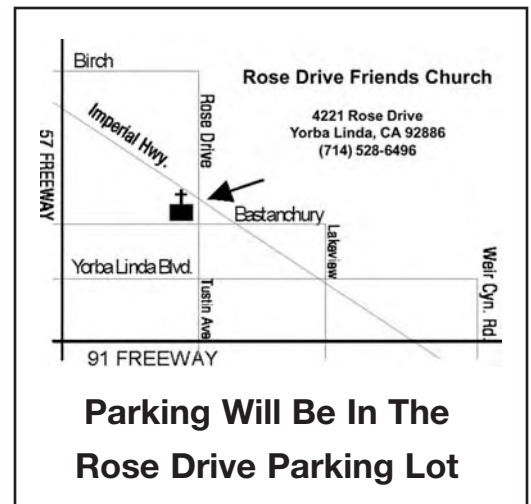 Birch
Rose Drive Friends Church
4221 Rose Drive
Yorba Linda, CA 92886
(714) 528-6496
Rose Drive
Imperial Hwy.
57 FREEWAY
Bastanchury
Lakeview
Yorba Linda Blvd.
Tustin Ave
Weir Cyn. Rd.
91 FREEWAY
Parking Will Be In The
Rose Drive Parking Lot